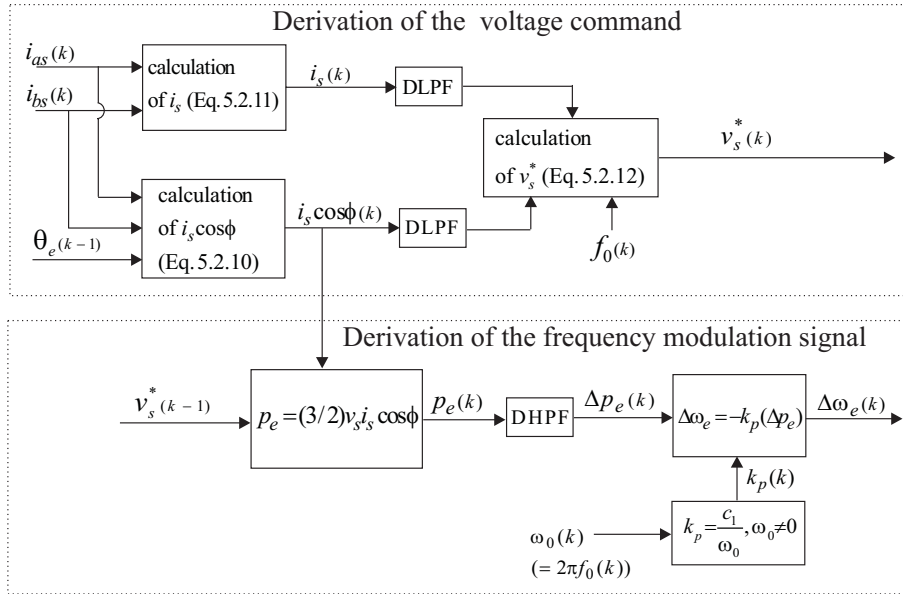 Derivation of the voltage command
i_as(k)
i_bs(k)
calculation
of i_s (Eq. 5.2.11)
i_s(k)
DLPF
calculation
of v_s^* (Eq. 5.2.12)
v_s^*(k)
calculation
of i_s cosϕ
(Eq. 5.2.10)
θ_e(k−1)
i_s cosϕ(k)
DLPF
f_0(k)
Derivation of the frequency modulation signal
v_s^*(k−1)
p_e = (3/2)v_s i_s cosϕ
p_e(k)
DHPF
Δp_e(k)
Δω_e = −k_p(Δp_e)
Δω_e(k)
k_p(k)
k_p = c_1/ω_0, ω_0 ≠ 0
ω_0(k)
(= 2πf_0(k))